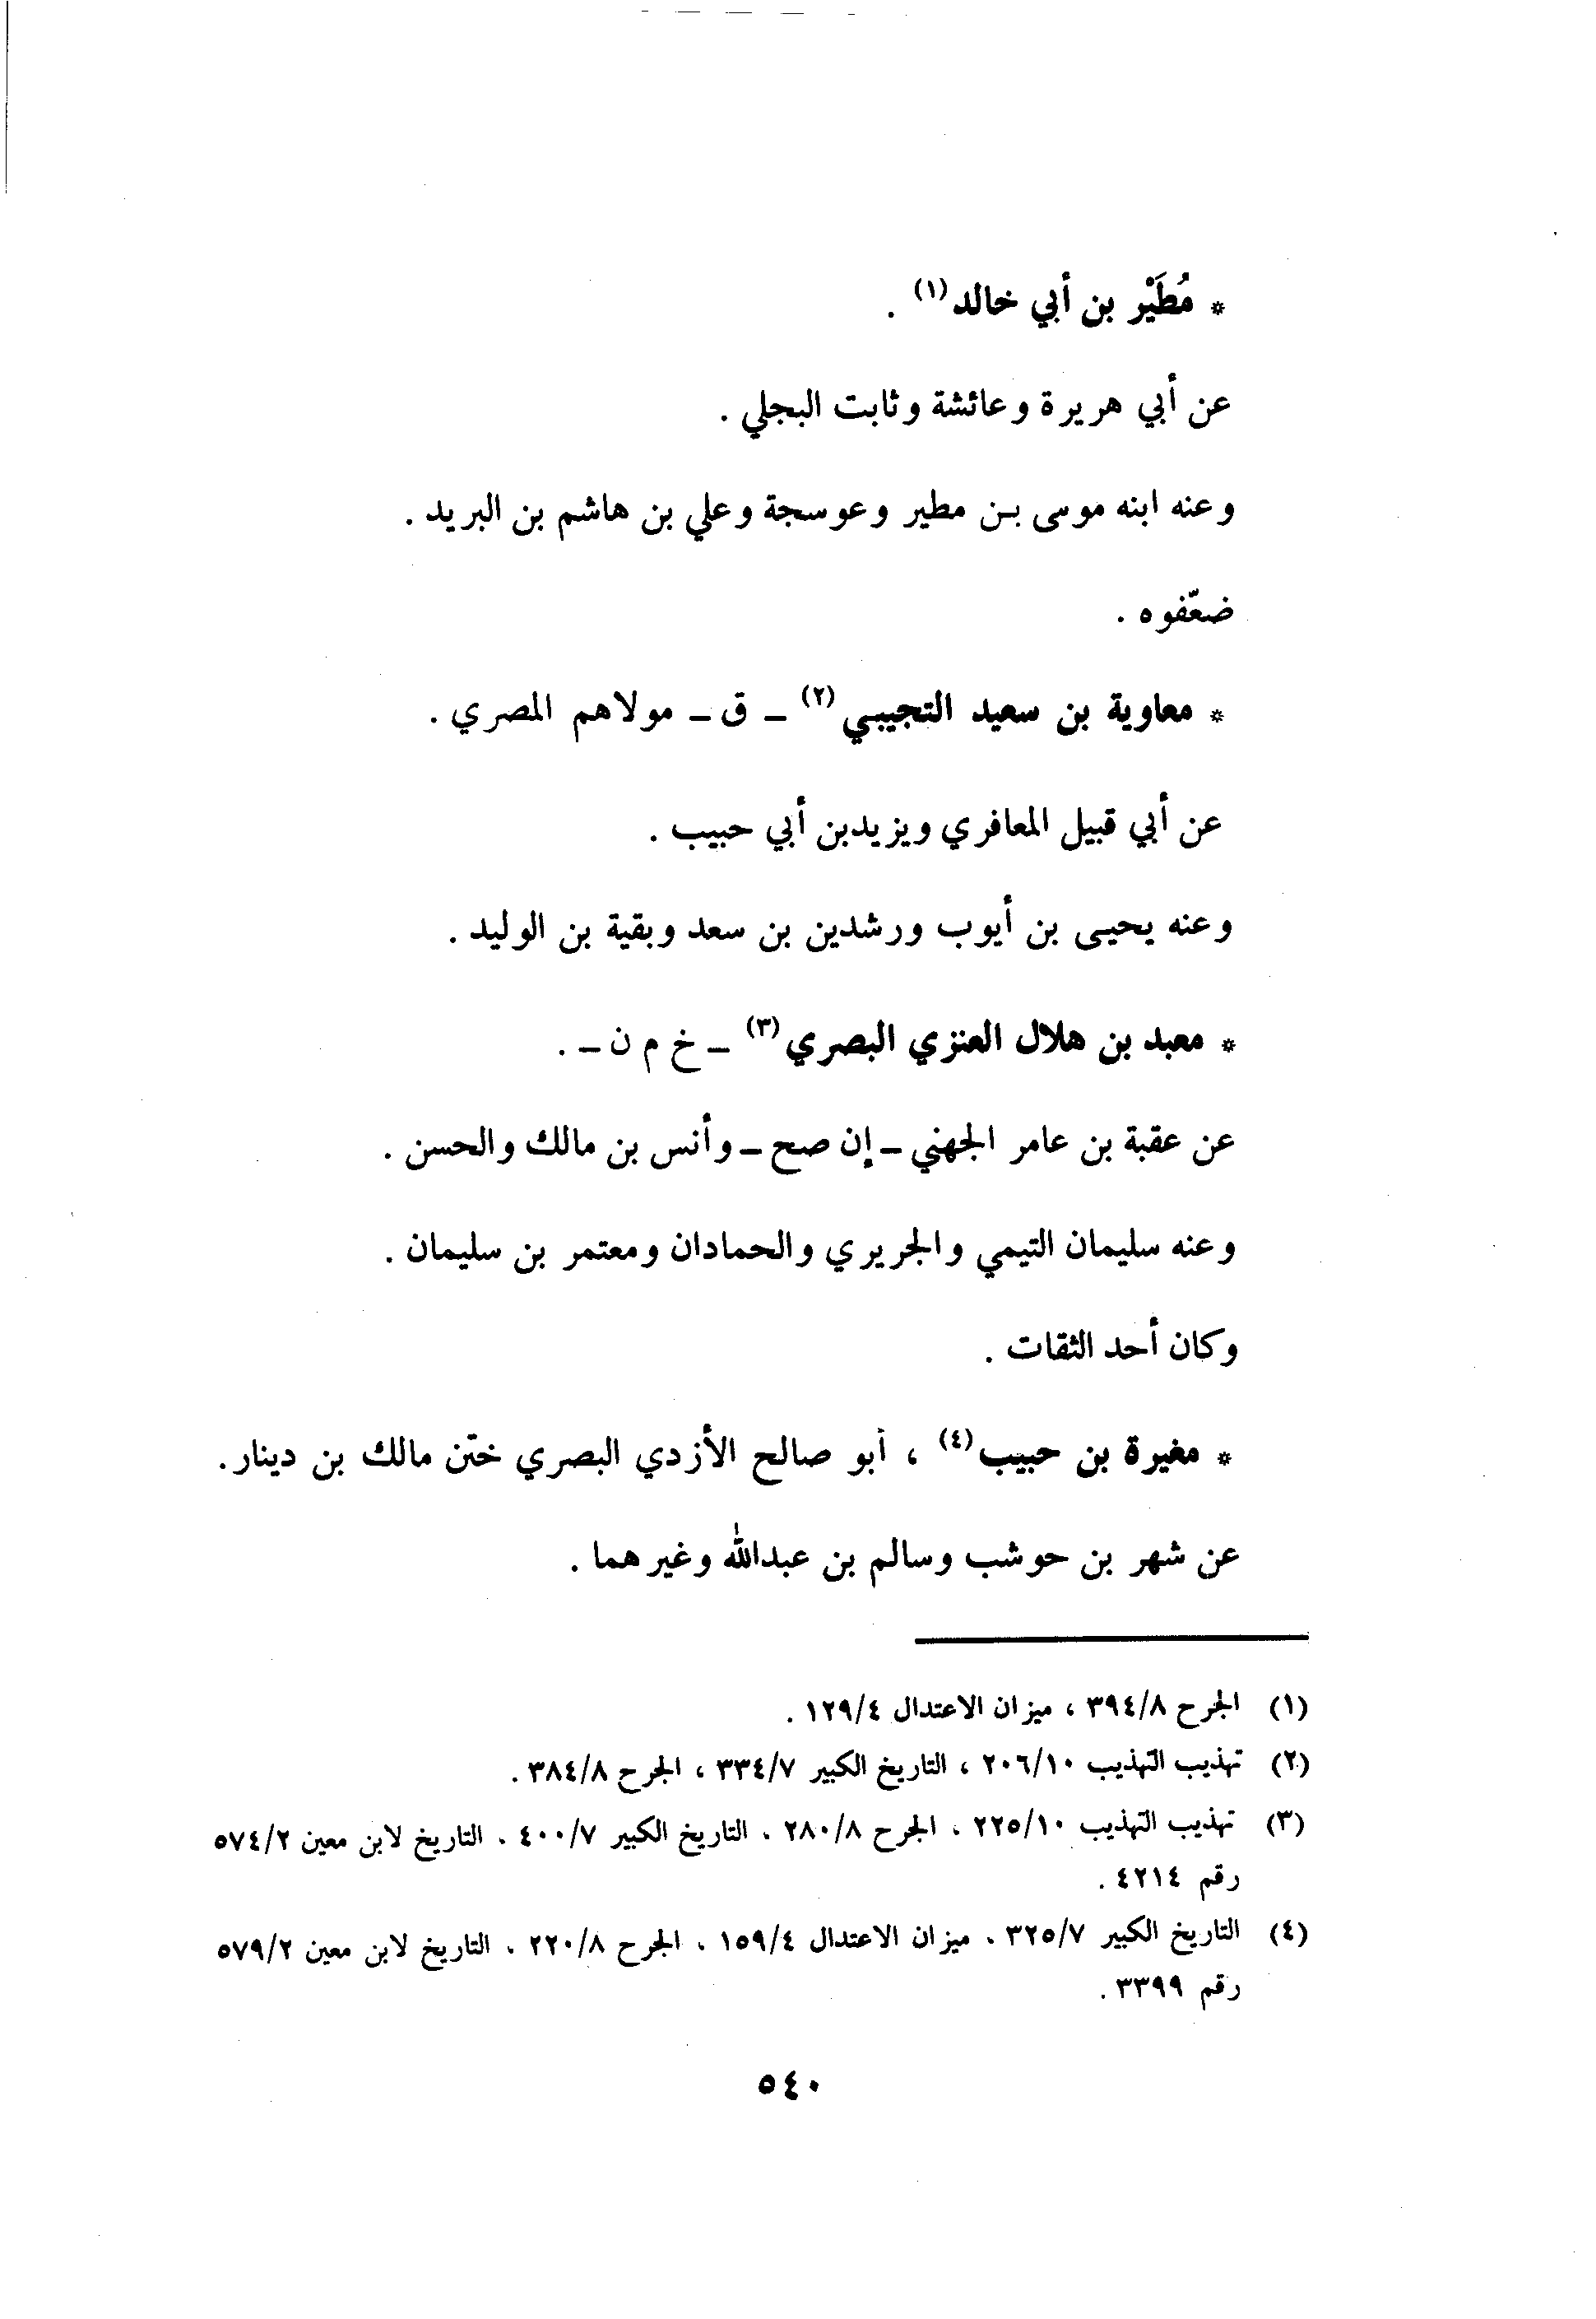 * مُطَيْر بن أبي خالد(١) .
عن أبي هريرة وعائشة وثابت البجلي .
وعنه ابنه موسى بن مطير وعوسجة وعلي بن هاشم بن البريد .
ضعّفوه .
* معاوية بن سعيد التجيبي(٢) ـ ق ـ مولاهم المصري .
عن أبي قبيل المعافري ويزيدبن أبي حبيب .
وعنه يحيى بن أيوب ورشدين بن سعد وبقية بن الوليد .
* معبد بن هلال العنزي البصري(٣) ـ خ م ن ـ .
عن عقبة بن عامر الجهني ـ إن صح ـ وأنس بن مالك والحسن .
وعنه سليمان التيمي والجريري والحمادان ومعتمر بن سليمان .
وكان أحد الثقات .
* مغيرة بن حبيب(٤) ، أبو صالح الأزدي البصري ختن مالك بن دينار.
عن شهر بن حوشب وسالم بن عبدالله وغيرهما .
(١) الجرح ٣٩٤/٨ ، ميزان الاعتدال ١٢٩/٤ .
(٢) تهذيب التهذيب ٢٠٦/١٠ ، التاريخ الكبير ٣٣٤/٧ ، الجرح ٣٨٤/٨ .
(٣) تهذيب التهذيب ٢٢٥/١٠ ، الجرح ٢٨٠/٨ ، التاريخ الكبير ٤٠٠/٧ ، التاريخ لابن معين ٥٧٤/٢
رقم ٤٢١٤ .
(٤) التاريخ الكبير ٣٢٥/٧ ، ميزان الاعتدال ١٥٩/٤ ، الجرح ٢٢٠/٨ ، التاريخ لابن معين ٥٧٩/٢
رقم ٣٣٩٩ .
٥٤٠